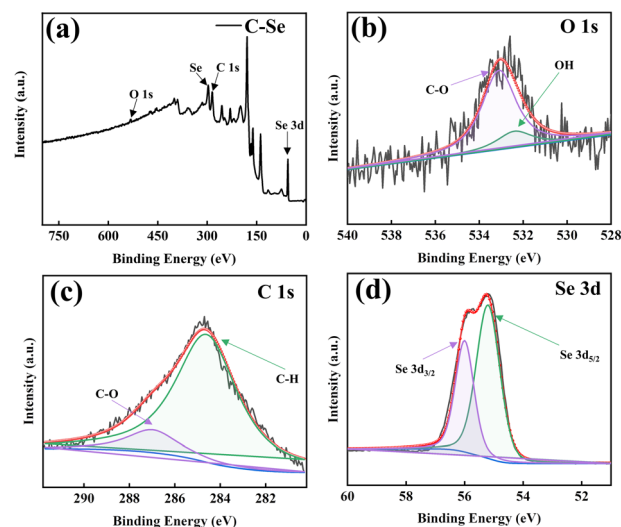 (a)
C-Se
Intensity (a.u.)
O 1s
Se
C 1s
Se 3d
750 600 450 300 150 0
Binding Energy (eV)
(b)
O 1s
Intensity (a.u.)
C-O
OH
540 538 536 534 532 530 528
Binding Energy (eV)
(c)
C 1s
Intensity (a.u.)
C-O
C-H
290 288 286 284 282
Binding Energy (eV)
(d)
Se 3d
Intensity (a.u.)
Se 3d3/2
Se 3d5/2
60 58 56 54 52
Binding Energy (eV)